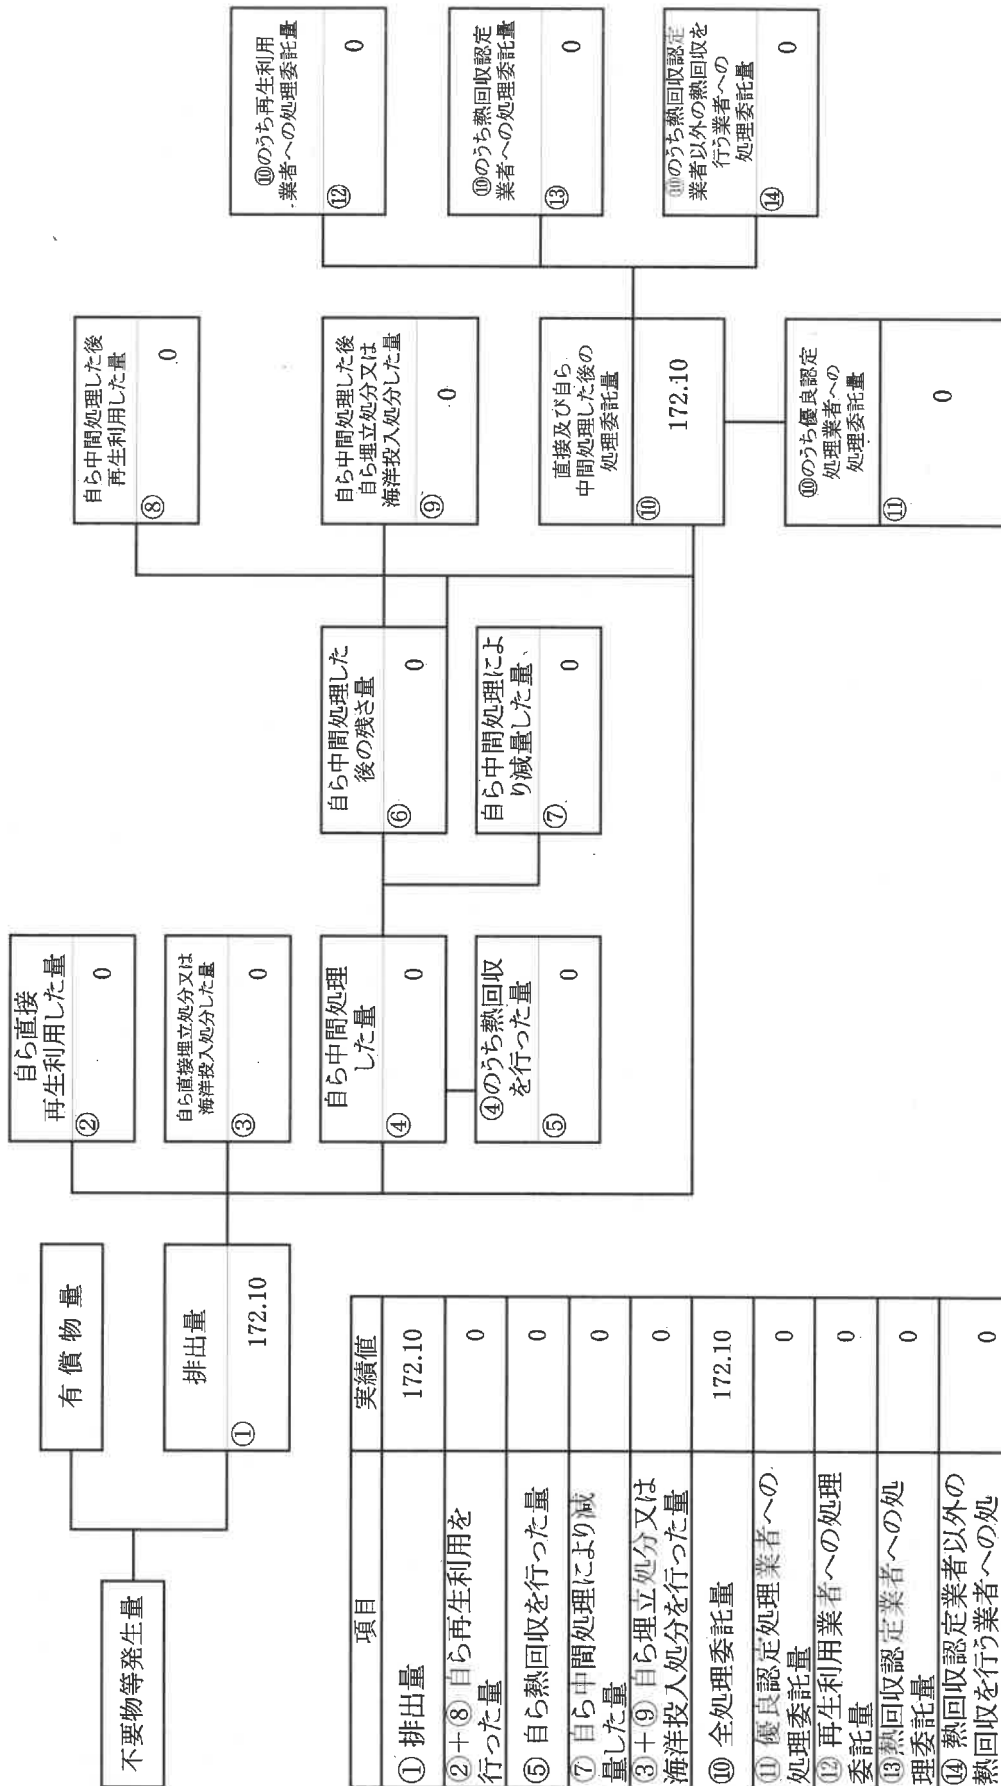 不要物等発生量
有償物量
排出量
①
172.10
自ら直接
再生利用した量
②
0
自ら直接埋立処分又は
海洋投入処分した量
③
0
自ら中間処理
した量
④
0
④のうち熱回収
を行った量
⑤
0
自ら中間処理した
後の残さ量
⑥
0
自ら中間処理によ
り減量した量
⑦
0
自ら中間処理した後
再生利用した量
⑧
0
自ら中間処理した後
自ら埋立処分又は
海洋投入処分した量
⑨
0
直接及び自ら
中間処理した後の
処理委託量
⑩
172.10
⑩のうち優良認定
処理業者への
処理委託量
⑪
0
⑩のうち再生利用
業者への処理委託量
⑫
0
⑩のうち熱回収認定
業者への処理委託量
⑬
0
⑩のうち熱回収認定
業者以外の熱回収を
行う業者への
処理委託量
⑭
0
項目 実績値
① 排出量 172.10
②+⑧ 自ら再生利用を
行った量 0
⑤ 自ら熱回収を行った量 0
⑦ 自ら中間処理により減
量した量 0
③+⑨ 自ら埋立処分又は
海洋投入処分を行った量 0
⑩ 全処理委託量 172.10
⑪ 優良認定処理業者への
処理委託量 0
⑫ 再生利用業者への処理
委託量 0
⑬熱回収認定業者への処
理委託量 0
⑭ 熱回収認定業者以外の
熱回収を行う業者への処 0